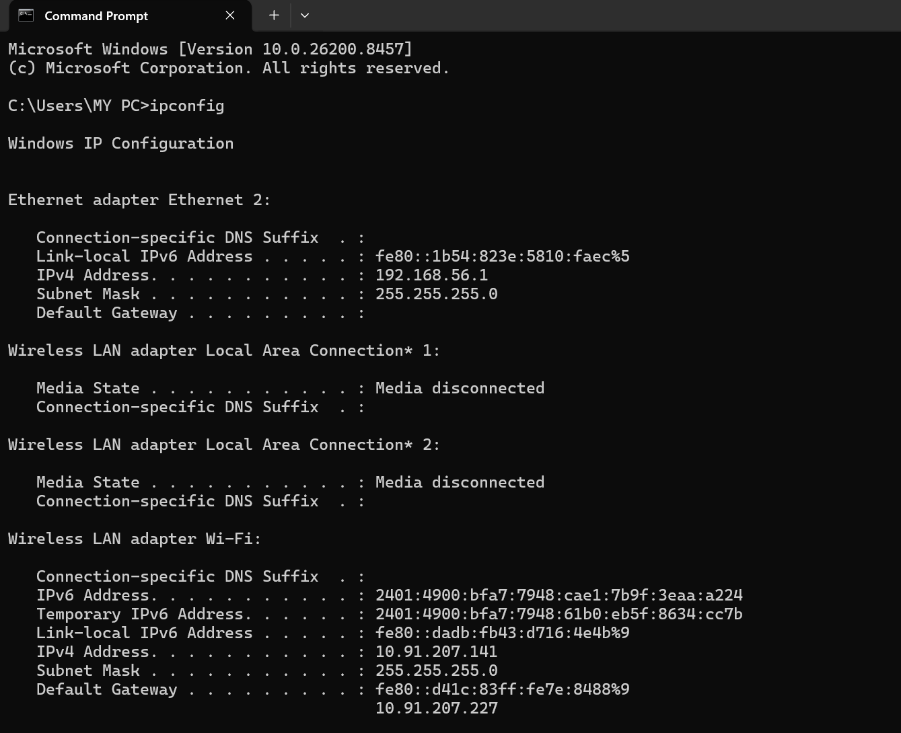 Command Prompt
Microsoft Windows [Version 10.0.26200.8457]
(c) Microsoft Corporation. All rights reserved.
C:\Users\MY PC>ipconfig
Windows IP Configuration
Ethernet adapter Ethernet 2:
Connection-specific DNS Suffix  . :
Link-local IPv6 Address . . . . . : fe80::1b54:823e:5810:faec%5
IPv4 Address. . . . . . . . . . . : 192.168.56.1
Subnet Mask . . . . . . . . . . . : 255.255.255.0
Default Gateway . . . . . . . . . :
Wireless LAN adapter Local Area Connection* 1:
Media State . . . . . . . . . . . : Media disconnected
Connection-specific DNS Suffix  . :
Wireless LAN adapter Local Area Connection* 2:
Media State . . . . . . . . . . . : Media disconnected
Connection-specific DNS Suffix  . :
Wireless LAN adapter Wi-Fi:
Connection-specific DNS Suffix  . :
IPv6 Address. . . . . . . . . . . : 2401:4900:bfa7:7948:cae1:7b9f:3eaa:a224
Temporary IPv6 Address. . . . . . : 2401:4900:bfa7:7948:61b0:eb5f:8634:cc7b
Link-local IPv6 Address . . . . . : fe80::dadb:fb43:d716:4e4b%9
IPv4 Address. . . . . . . . . . . : 10.91.207.141
Subnet Mask . . . . . . . . . . . : 255.255.255.0
Default Gateway . . . . . . . . . : fe80::d41c:83ff:fe7e:8488%9
10.91.207.227